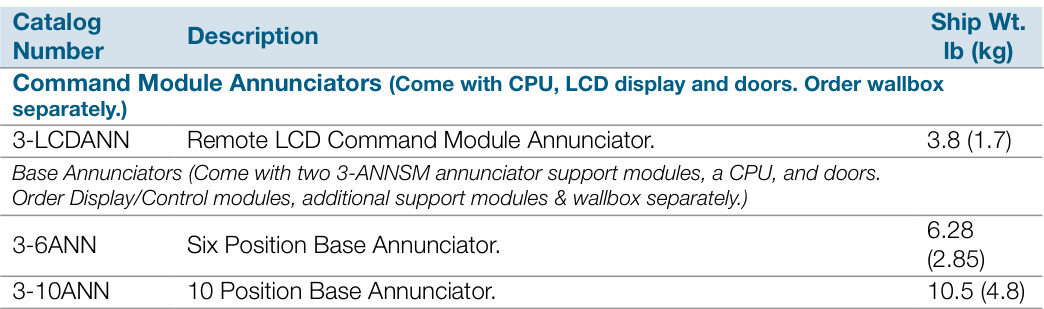 Catalog Number Description Ship Wt. lb (kg)
Command Module Annunciators (Come with CPU, LCD display and doors. Order wallbox
separately.)
3-LCDANN Remote LCD Command Module Annunciator. 3.8 (1.7)
Base Annunciators (Come with two 3-ANNSM annunciator support modules, a CPU, and doors.
Order Display/Control modules, additional support modules & wallbox separately.)
3-6ANN Six Position Base Annunciator. 6.28 (2.85)
3-10ANN 10 Position Base Annunciator. 10.5 (4.8)